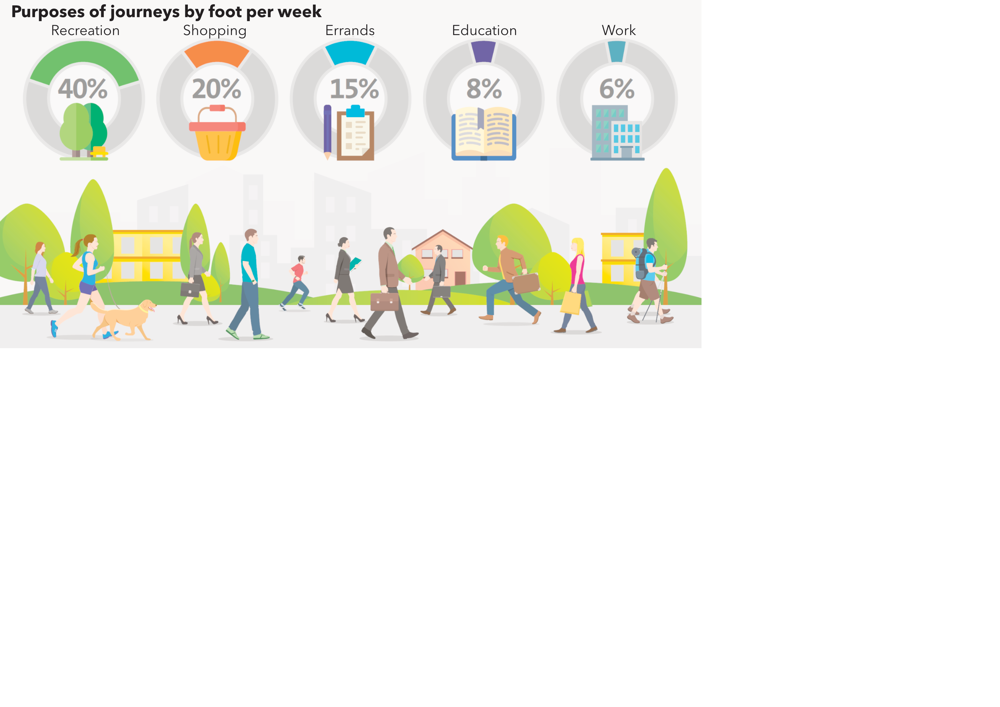 Purposes of journeys by foot per week
Recreation
Shopping
Errands
Education
Work
40%
20%
15%
8%
6%